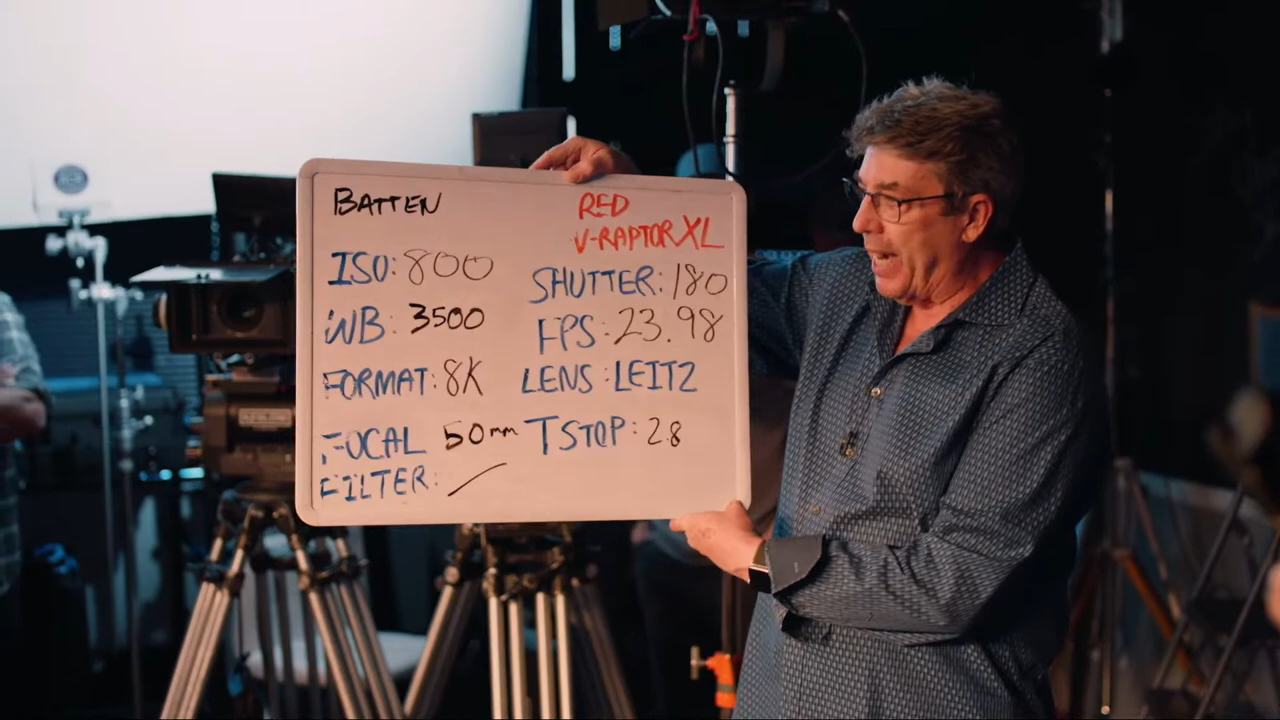 BATTEN
RED
V-RAPTOR XL
ISO: 800
SHUTTER: 180
WB: 3500
FPS: 23.98
FORMAT: 8K
LENS: LEITZ
FOCAL 50mm
TSTOP: 2.8
FILTER: /